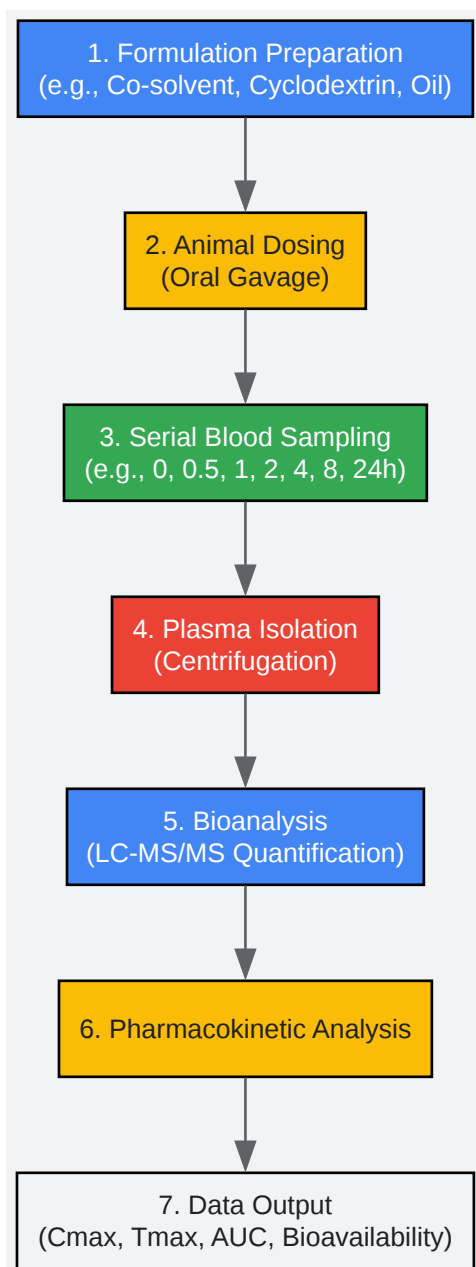 1. Formulation Preparation
(e.g., Co-solvent, Cyclodextrin, Oil)
2. Animal Dosing
(Oral Gavage)
3. Serial Blood Sampling
(e.g., 0, 0.5, 1, 2, 4, 8, 24h)
4. Plasma Isolation
(Centrifugation)
5. Bioanalysis
(LC-MS/MS Quantification)
6. Pharmacokinetic Analysis
7. Data Output
(Cmax, Tmax, AUC, Bioavailability)